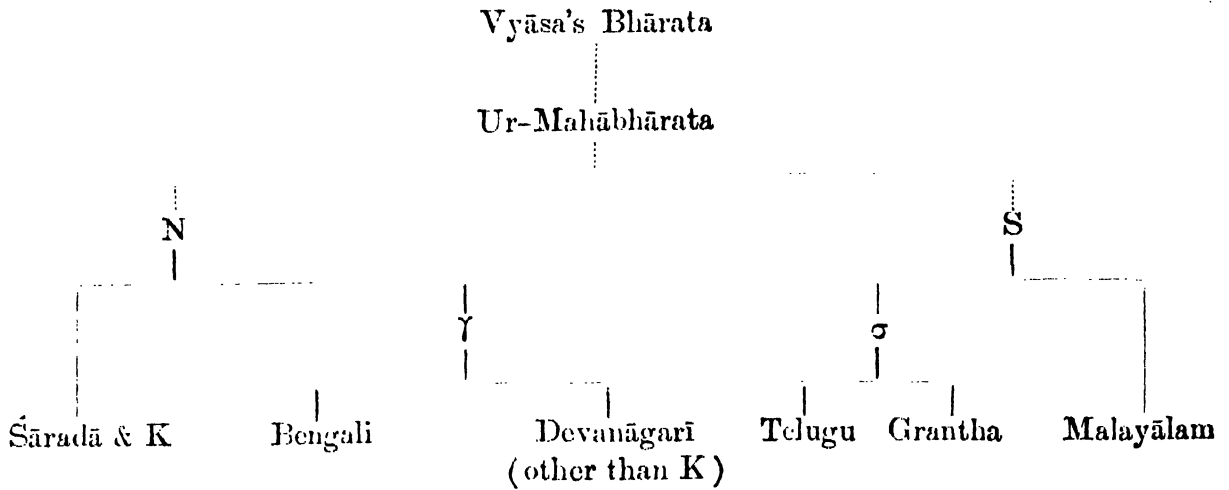 Vyāsa's Bhārata
Ur-Mahābhārata
N
S
γ
σ
Śāradā & K
Bengali
Devanāgarī
Telugu
Grantha
Malayālam
(other than K)